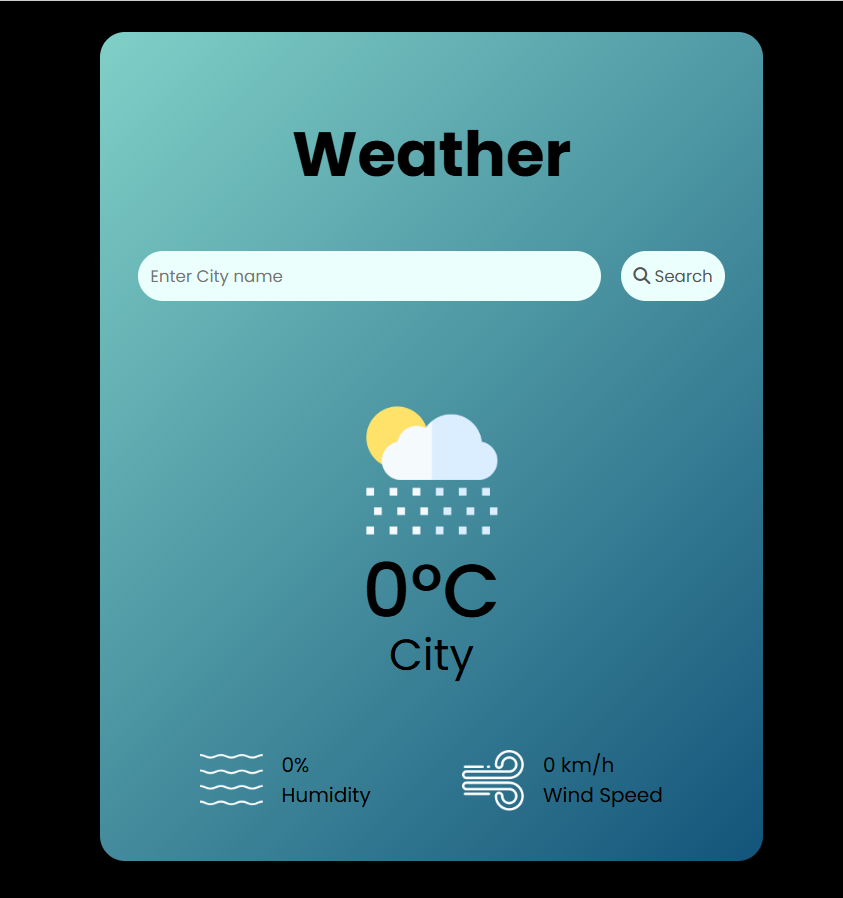 Weather
Enter City name
Search
0°C
City
0%
Humidity
0 km/h
Wind Speed